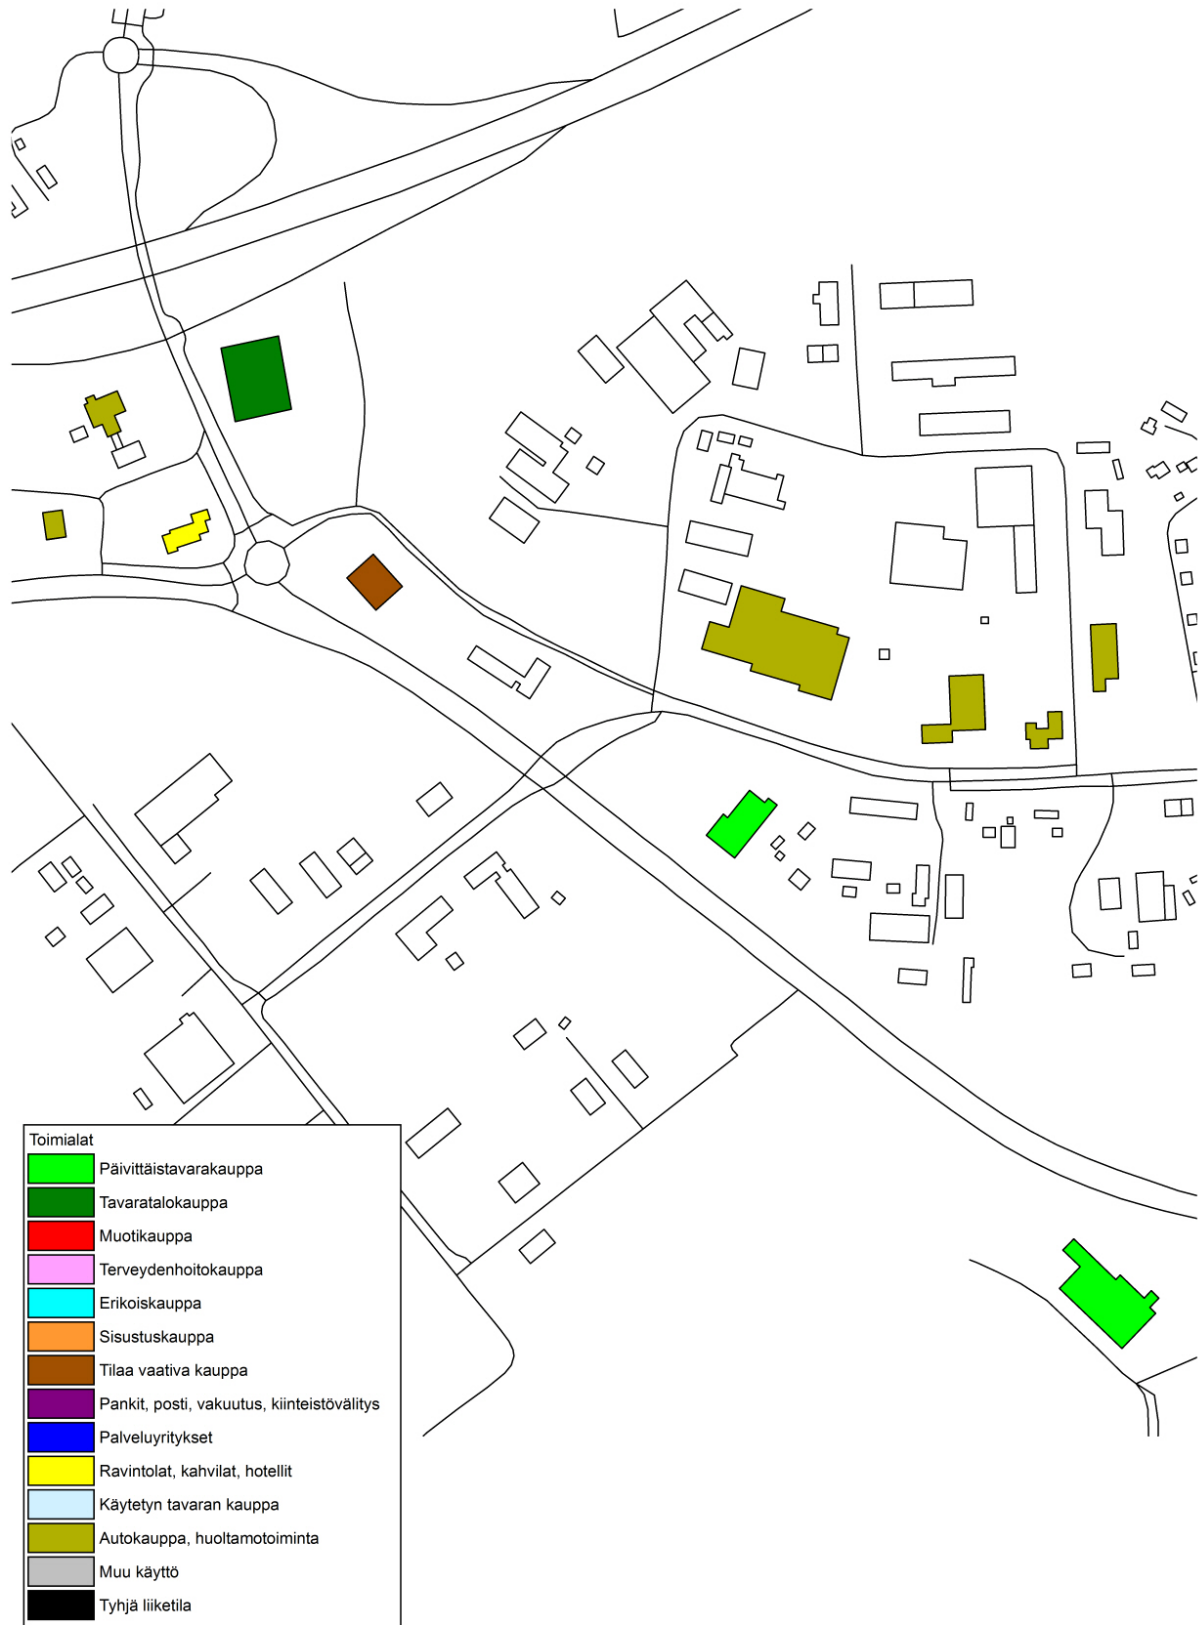 Toimialat
Päivittäistavarakauppa
Tavaratalokauppa
Muotikauppa
Terveydenhoitokauppa
Erikoiskauppa
Sisustuskauppa
Tilaa vaativa kauppa
Pankit, posti, vakuutus, kiinteistövälitys
Palveluyritykset
Ravintolat, kahvilat, hotellit
Käytetyn tavaran kauppa
Autokauppa, huoltamotoiminta
Muu käyttö
Tyhjä liiketila